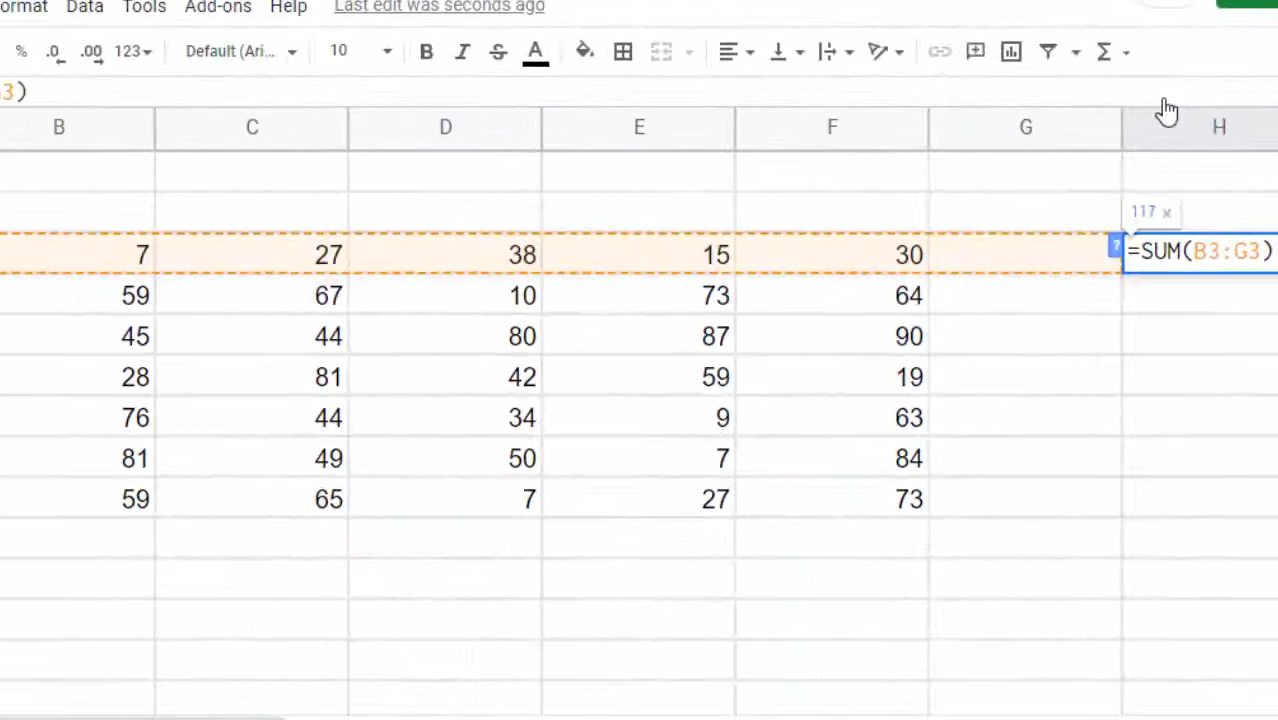 ormat Data Tools Add-ons Help Last edit was seconds ago
% .0 .00 123 Default (Ari... 10 B I S A Σ
3)
B C D E F G H
117 x
7 27 38 15 30 ? =SUM(B3:G3)
59 67 10 73 64
45 44 80 87 90
28 81 42 59 19
76 44 34 9 63
81 49 50 7 84
59 65 7 27 73